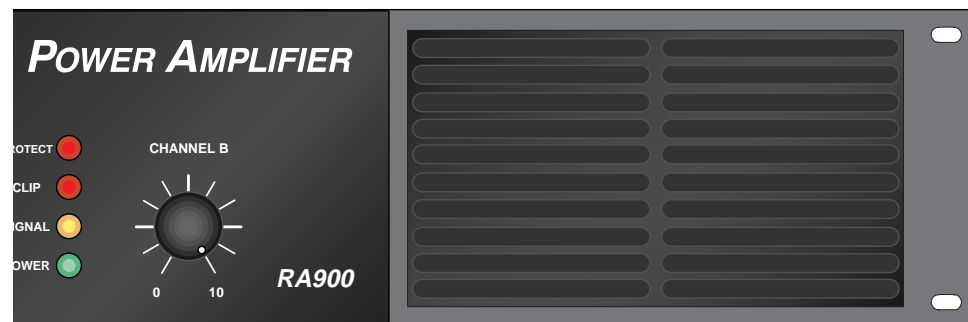 POWER AMPLIFIER
ROTECT
CHANNEL B
CLIP
IGNAL
OWER
RA900
0 10